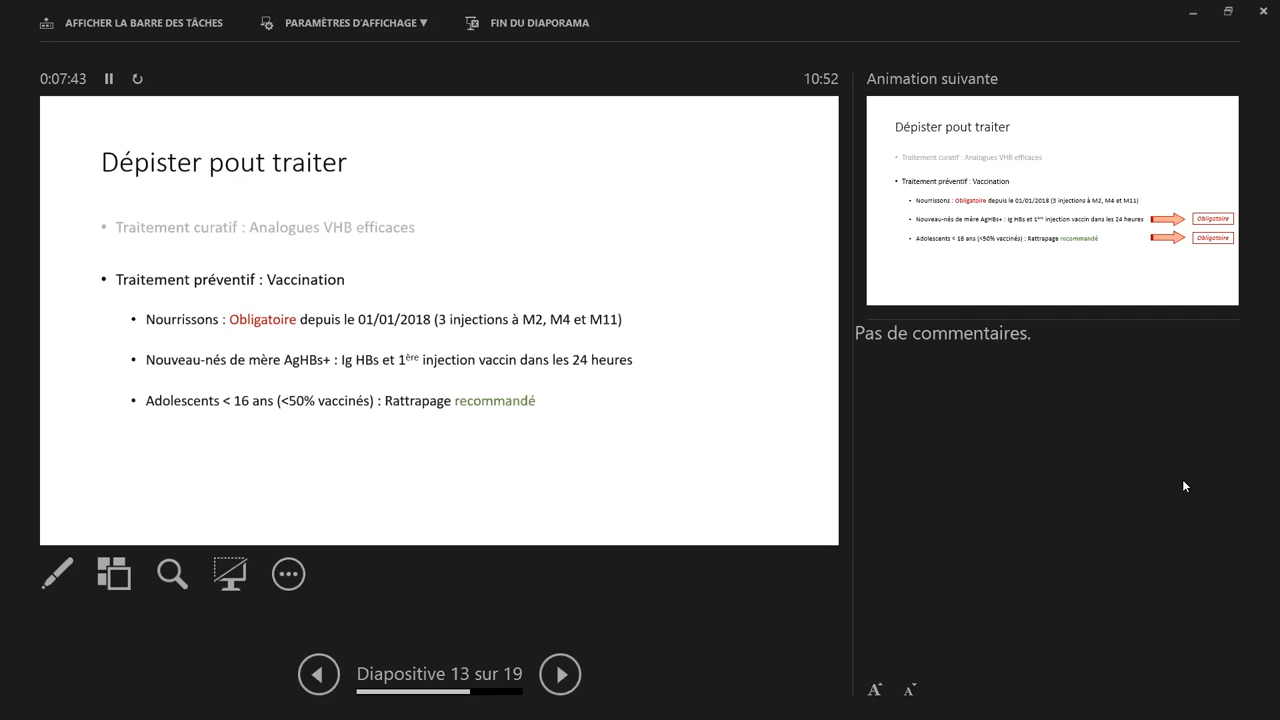 AFFICHER LA BARRE DES TÂCHES
PARAMÈTRES D'AFFICHAGE ▼
FIN DU DIAPORAMA
0:07:43
10:52
Dépister pout traiter
• Traitement curatif : Analogues VHB efficaces
• Traitement préventif : Vaccination
• Nourrissons : Obligatoire depuis le 01/01/2018 (3 injections à M2, M4 et M11)
• Nouveau-nés de mère AgHBs+ : Ig HBs et 1ère injection vaccin dans les 24 heures
• Adolescents < 16 ans (<50% vaccinés) : Rattrapage recommandé
Diapositive 13 sur 19
Animation suivante
Dépister pout traiter
• Traitement curatif : Analogues VHB efficaces
• Traitement préventif : Vaccination
• Nourrissons : Obligatoire depuis le 01/01/2018 (3 injections à M2, M4 et M11)
• Nouveau-nés de mère AgHBs+ : Ig HBs et 1ère injection vaccin dans les 24 heures
Obligatoire
• Adolescents < 16 ans (<50% vaccinés) : Rattrapage recommandé
Obligatoire
Pas de commentaires.
A A